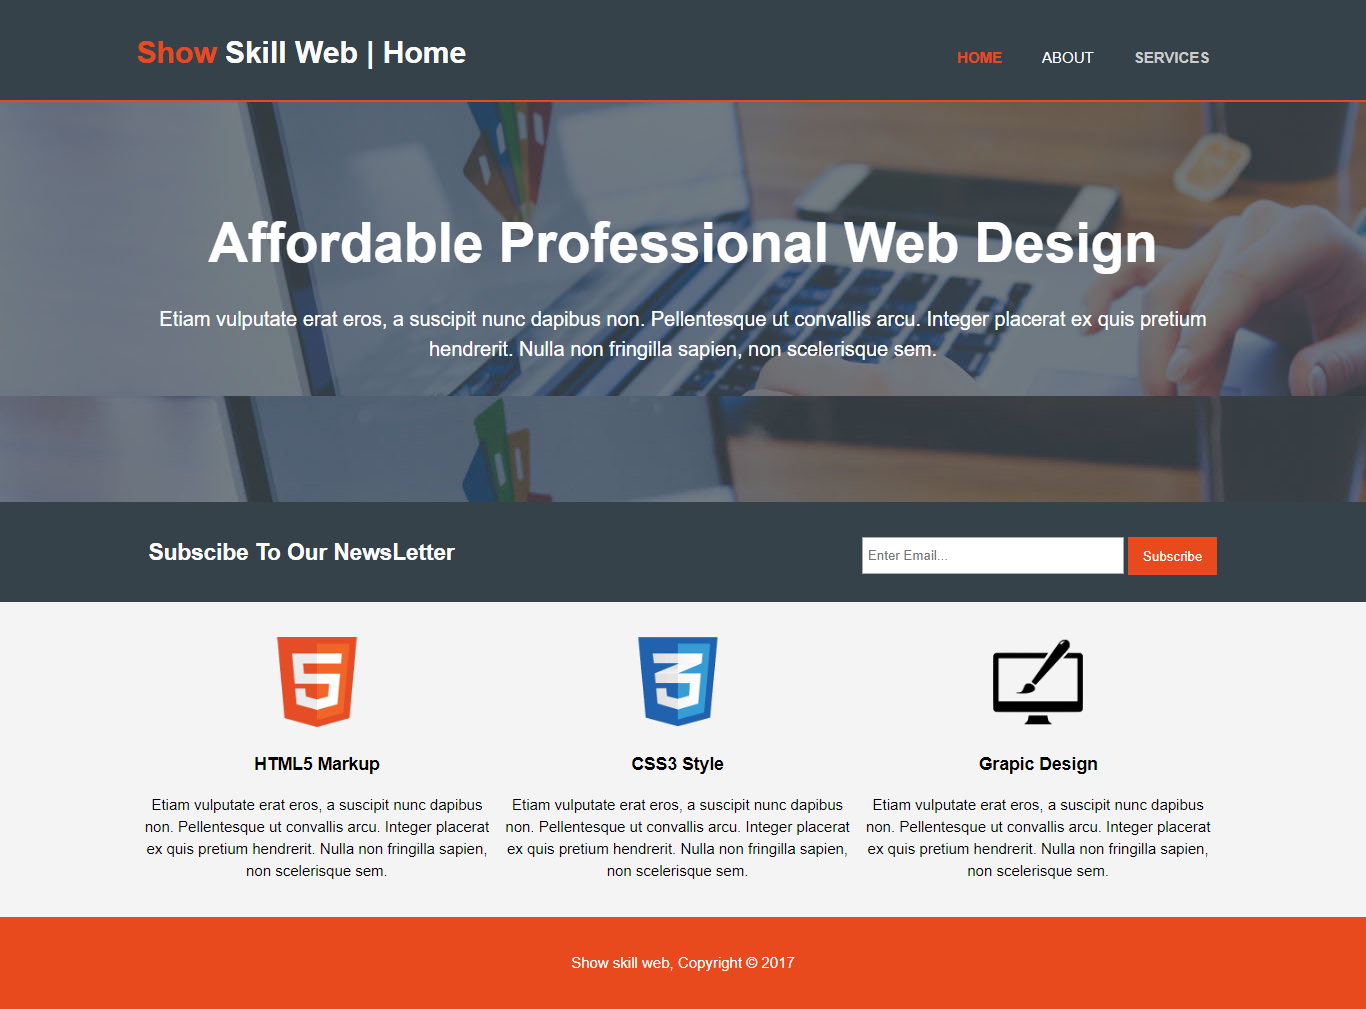 Show Skill Web | Home
HOME
ABOUT
SERVICES
Affordable Professional Web Design
Etiam vulputate erat eros, a suscipit nunc dapibus non. Pellentesque ut convallis arcu. Integer placerat ex quis pretium
hendrerit. Nulla non fringilla sapien, non scelerisque sem.
Subscibe To Our NewsLetter
Enter Email...
Subscribe
HTML5 Markup
Etiam vulputate erat eros, a suscipit nunc dapibus
non. Pellentesque ut convallis arcu. Integer placerat
ex quis pretium hendrerit. Nulla non fringilla sapien,
non scelerisque sem.
CSS3 Style
Etiam vulputate erat eros, a suscipit nunc dapibus
non. Pellentesque ut convallis arcu. Integer placerat
ex quis pretium hendrerit. Nulla non fringilla sapien,
non scelerisque sem.
Grapic Design
Etiam vulputate erat eros, a suscipit nunc dapibus
non. Pellentesque ut convallis arcu. Integer placerat
ex quis pretium hendrerit. Nulla non fringilla sapien,
non scelerisque sem.
Show skill web, Copyright © 2017